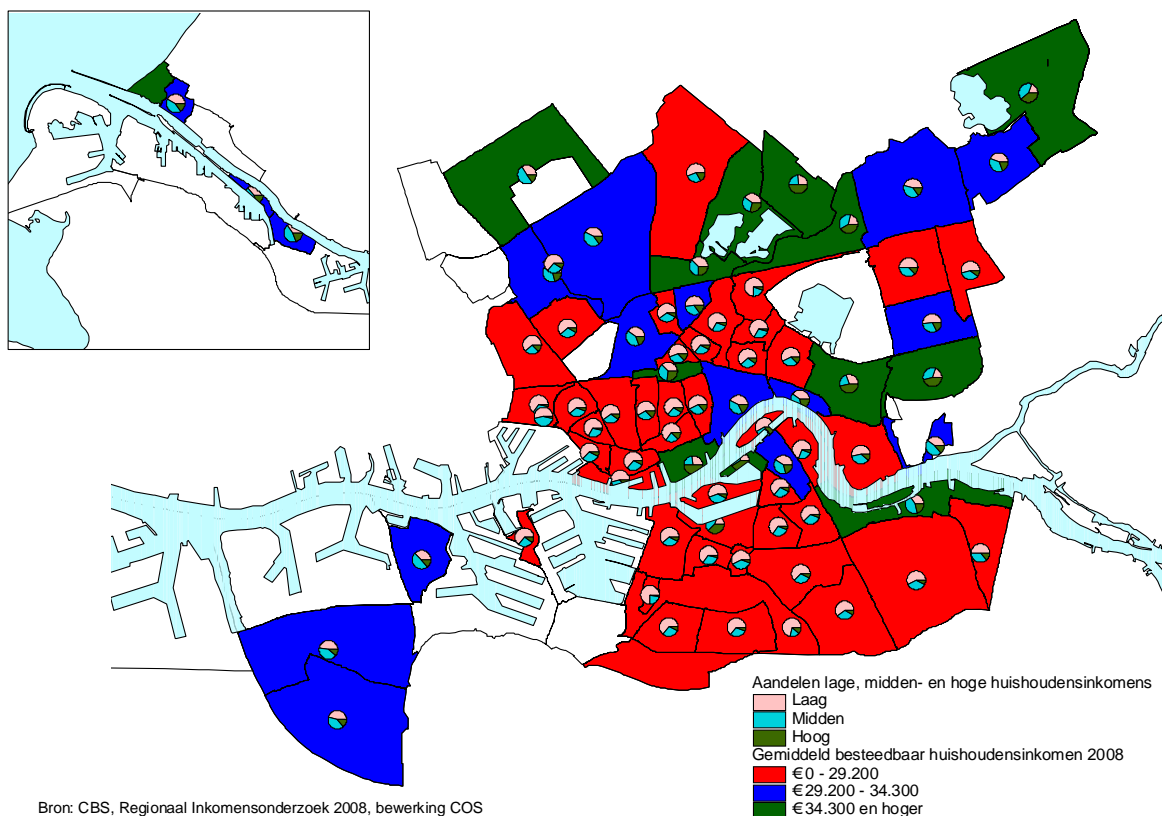 Aandelen lage, midden- en hoge huishoudensinkomens
Laag
Midden
Hoog
Gemiddeld besteedbaar huishoudensinkomen 2008
€ 0 - 29.200
€ 29.200 - 34.300
€ 34.300 en hoger
Bron: CBS, Regionaal Inkomensonderzoek 2008, bewerking COS